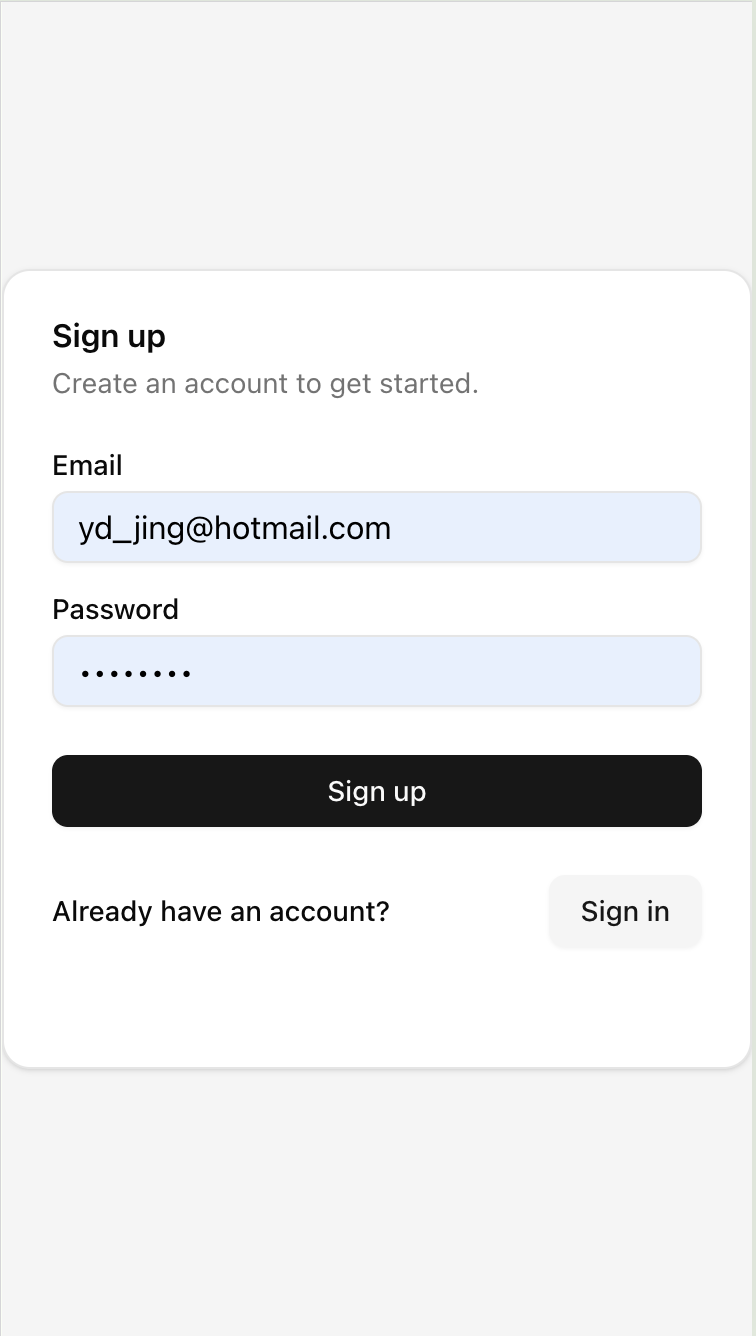 Sign up
Create an account to get started.
Email
yd_jing@hotmail.com
Password
••••••••
Sign up
Already have an account?
Sign in